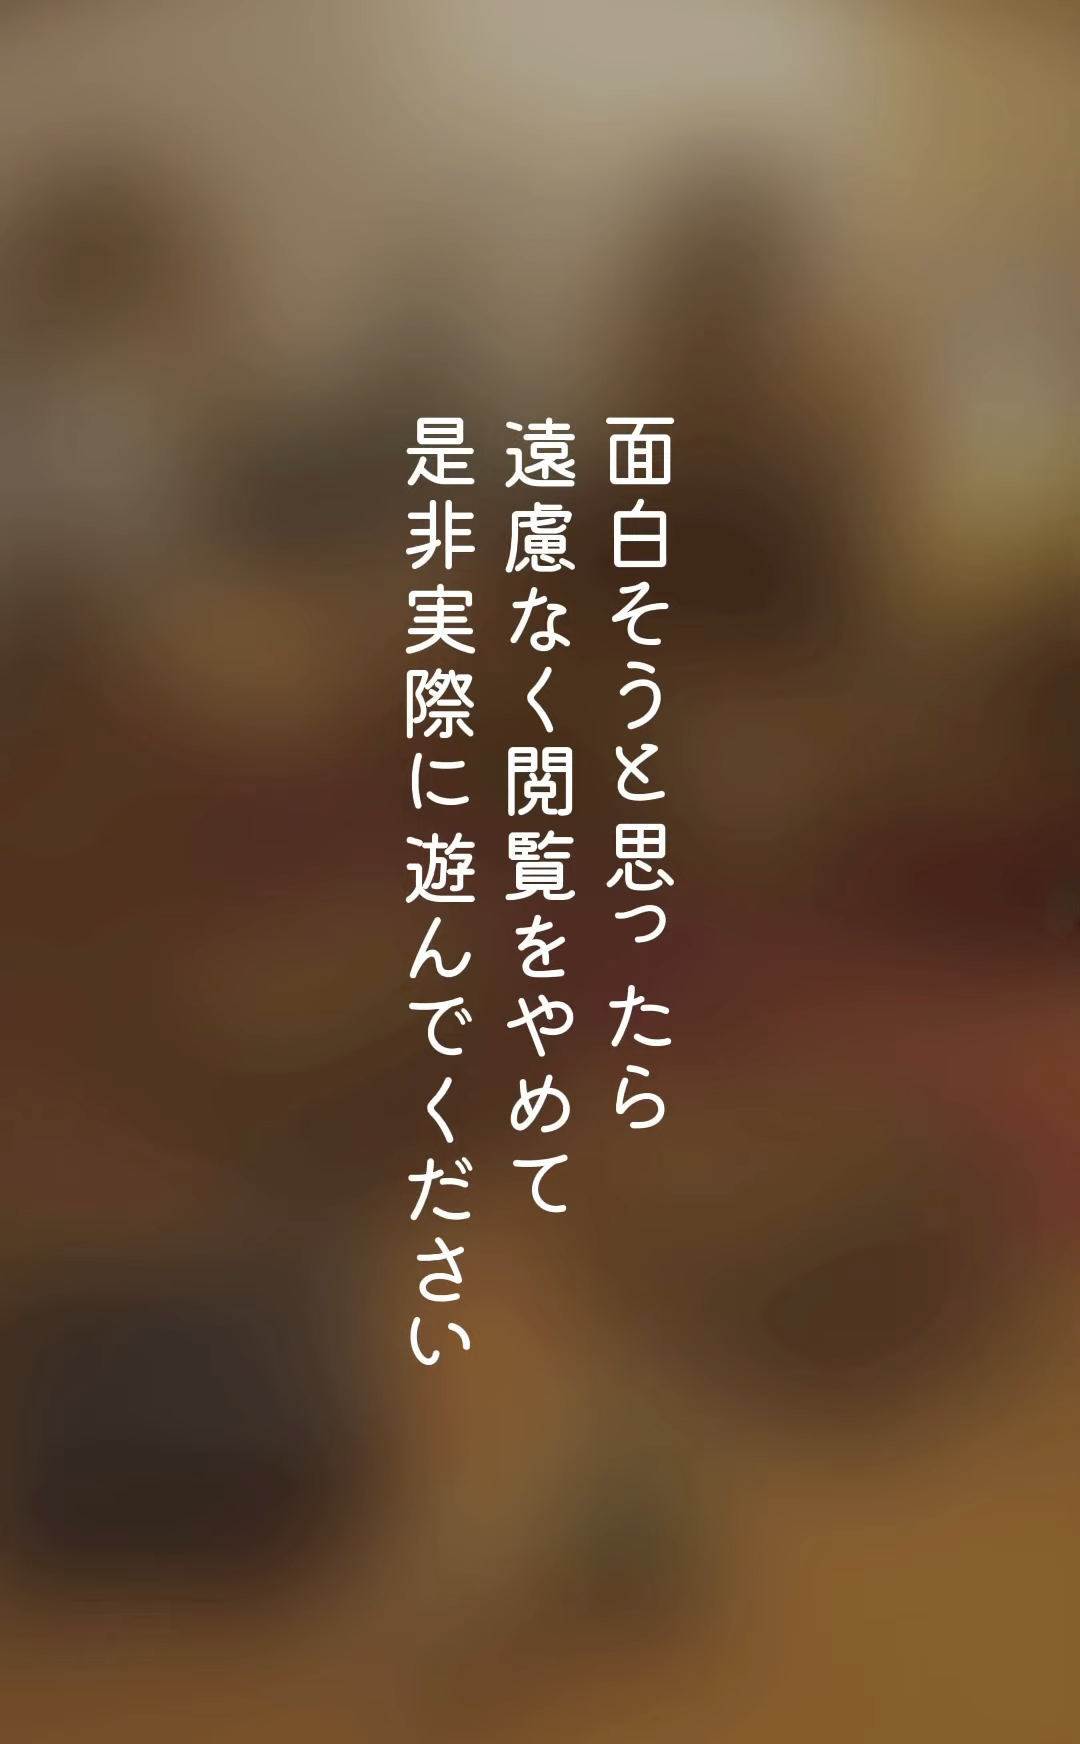 面白そうと思ったら
遠慮なく閲覧をやめて
是非実際に遊んでください